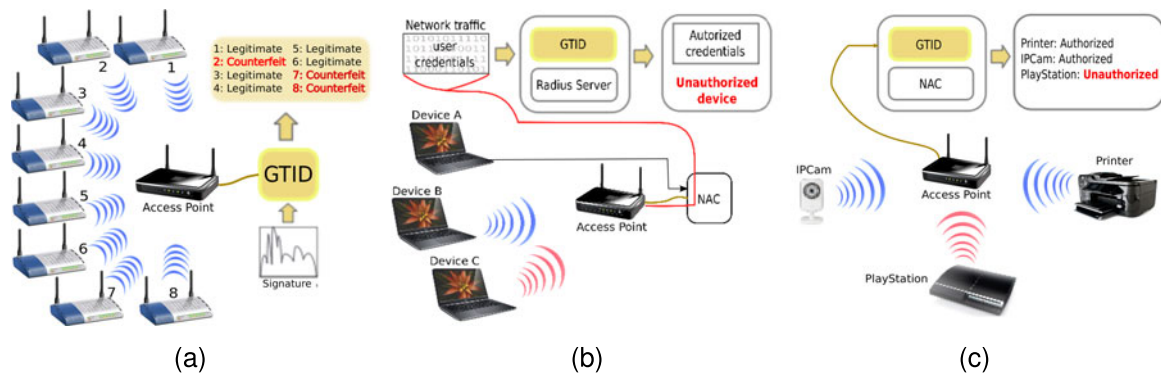 1: Legitimate 5: Legitimate
2: Counterfeit 6: Legitimate
3: Legitimate 7: Counterfeit
4: Legitimate 8: Counterfeit
2
1
3
4
5
6
7
8
GTID
Access Point
Signature
(a)
Network traffic
user
credentials
GTID
Radius Server
Autorized
credentials
Unauthorized
device
Device A
Device B
Device C
Access Point
NAC
(b)
GTID
NAC
Printer: Authorized
IPCam: Authorized
PlayStation: Unauthorized
IPCam
Access Point
Printer
PlayStation
(c)